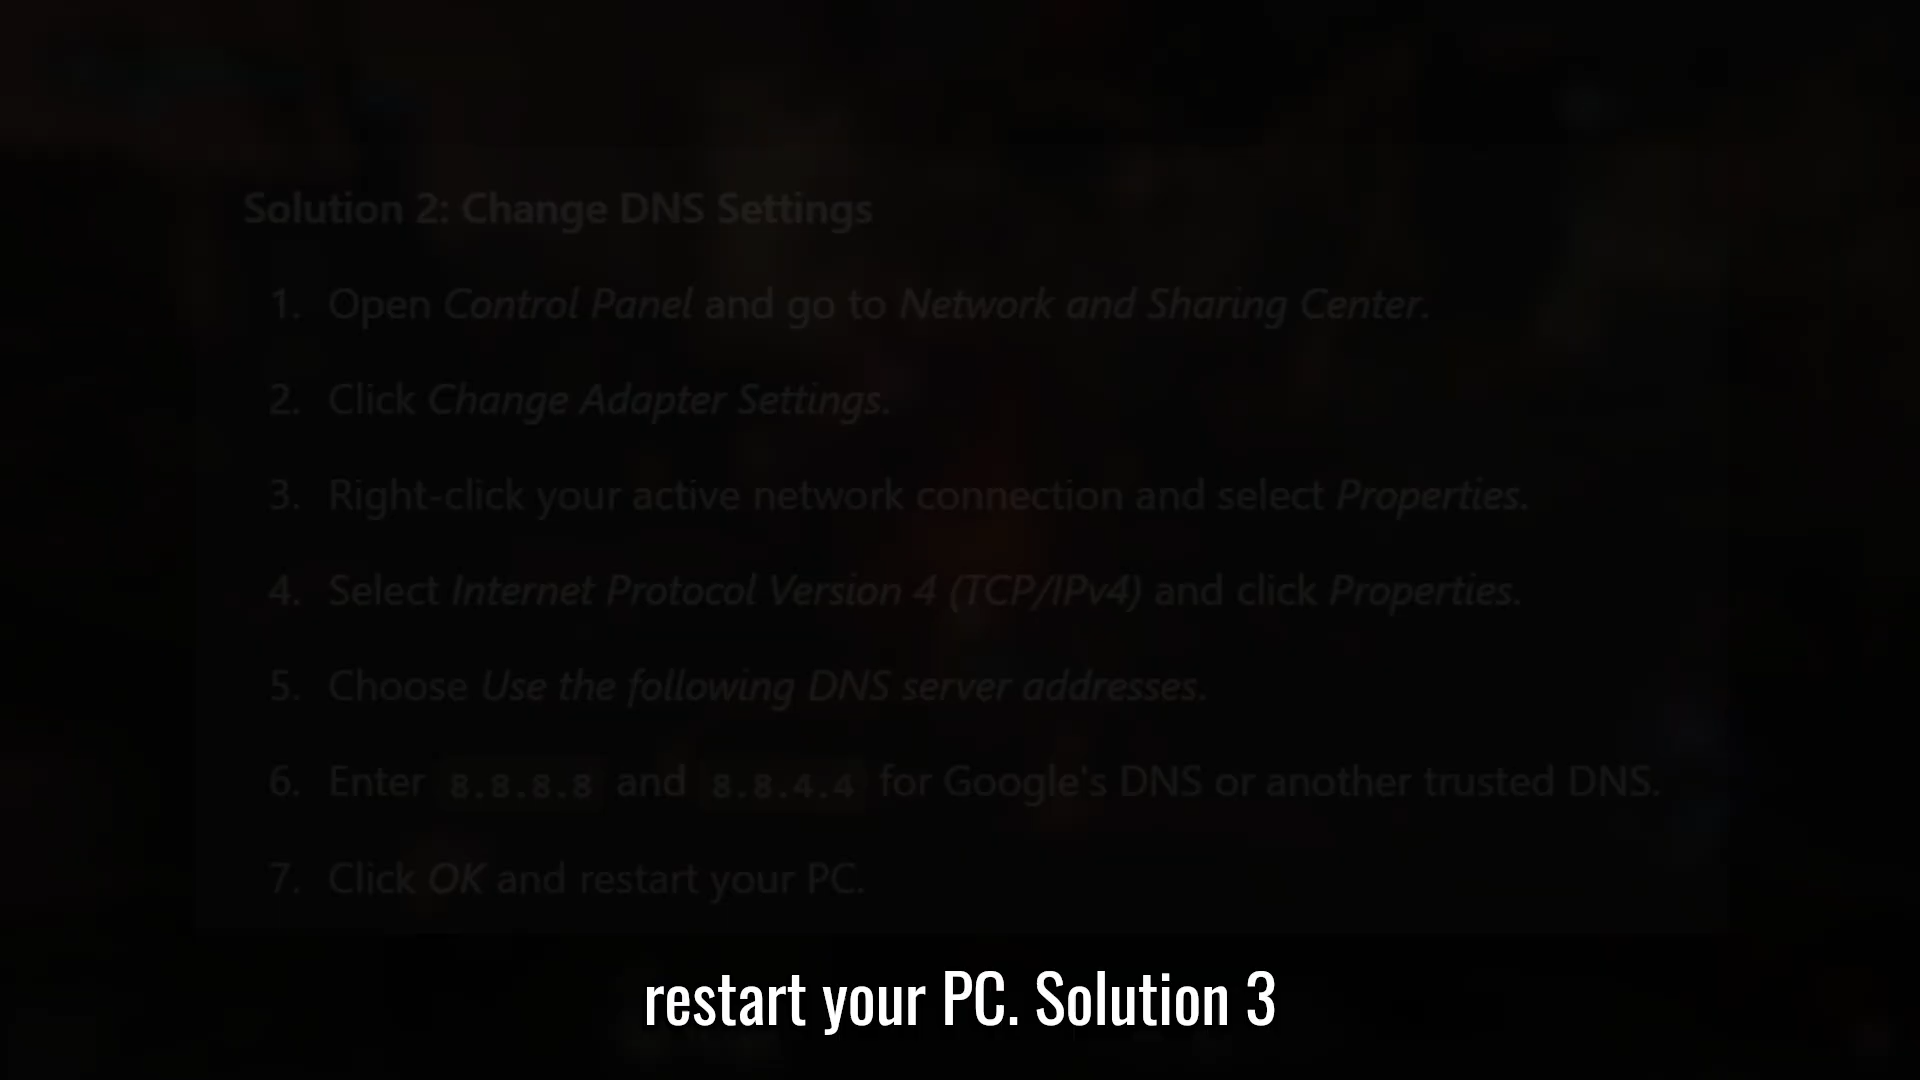 Solution 2: Change DNS Settings
1. Open Control Panel and go to Network and Sharing Center.
2. Click Change Adapter Settings.
3. Right-click your active network connection and select Properties.
4. Select Internet Protocol Version 4 (TCP/IPv4) and click Properties.
5. Choose Use the following DNS server addresses.
6. Enter 8.8.8.8 and 8.8.4.4 for Google's DNS or another trusted DNS.
7. Click OK and restart your PC.
restart your PC. Solution 3